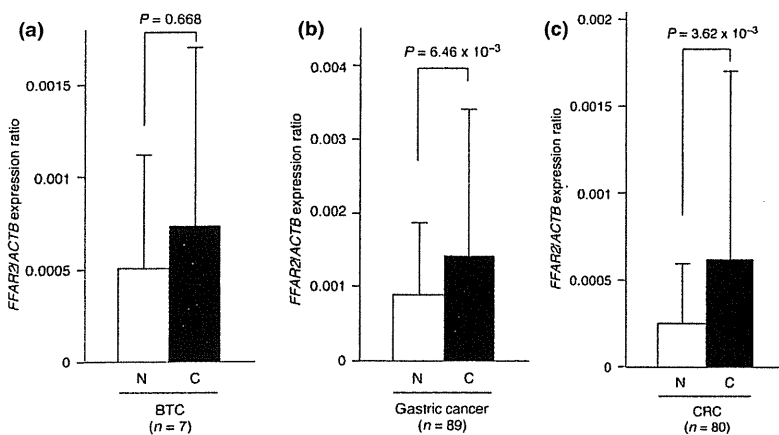 (a)
P = 0.668
FFAR2/ACTB expression ratio
0.0015
0.001
0.0005
0
N C
BTC
(n = 7)
(b)
P = 6.46 x 10⁻³
FFAR2/ACTB expression ratio
0.004
0.003
0.002
0.001
0
N C
Gastric cancer
(n = 89)
(c)
P = 3.62 x 10⁻³
FFAR2/ACTB expression ratio
0.002
0.0015
0.001
0.0005
0
N C
CRC
(n = 80)